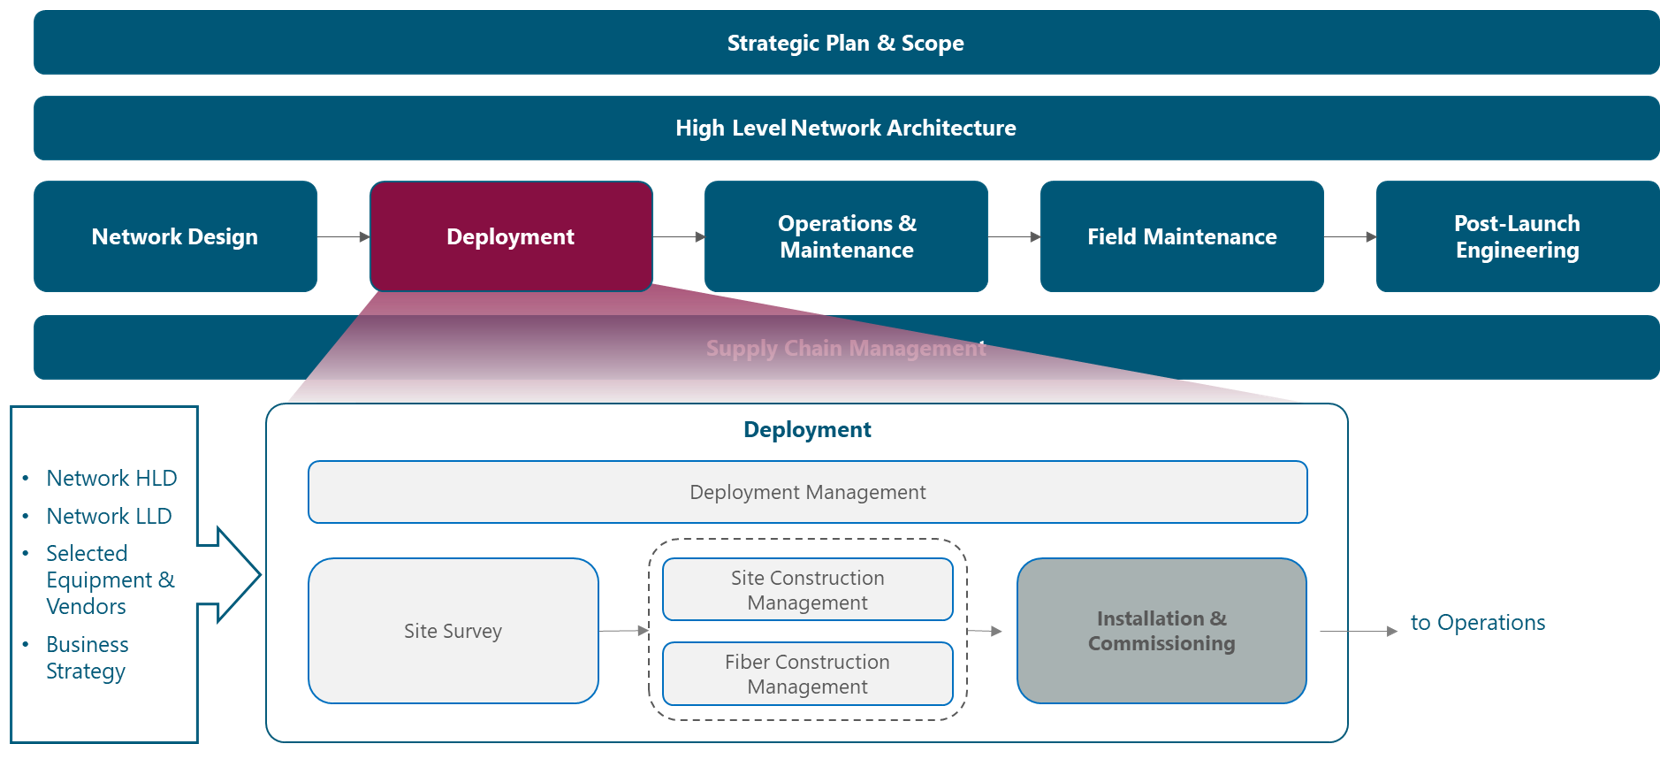 Strategic Plan & Scope
High Level Network Architecture
Network Design
Deployment
Operations &
Maintenance
Field Maintenance
Post-Launch
Engineering
Supply Chain Management
• Network HLD
• Network LLD
• Selected
Equipment &
Vendors
• Business
Strategy
Deployment
Deployment Management
Site Survey
Site Construction
Management
Fiber Construction
Management
Installation &
Commissioning
to Operations